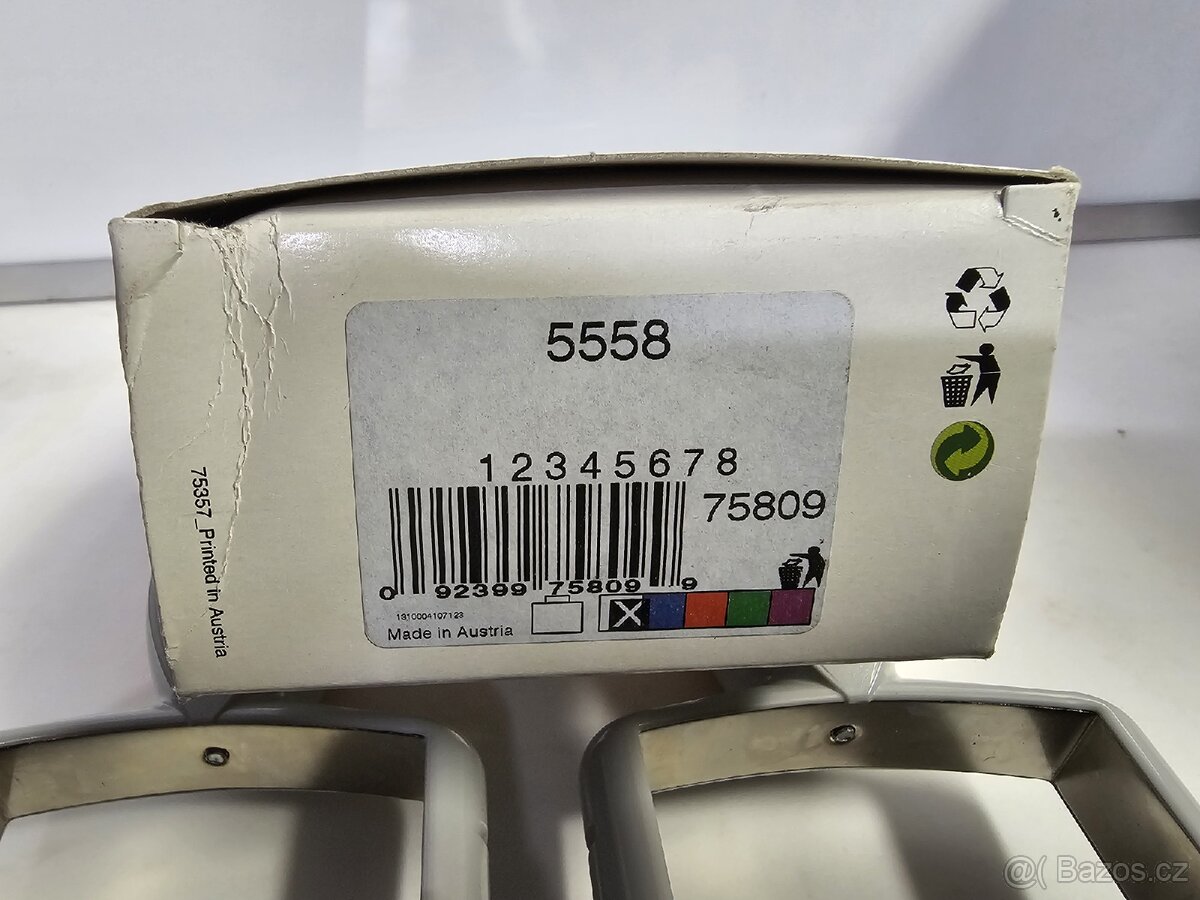 5558
12345678
75809
0 92399 75809 9
1310004107123
Made in Austria
X
75357_Printed in Austria
@( Bazos.cz